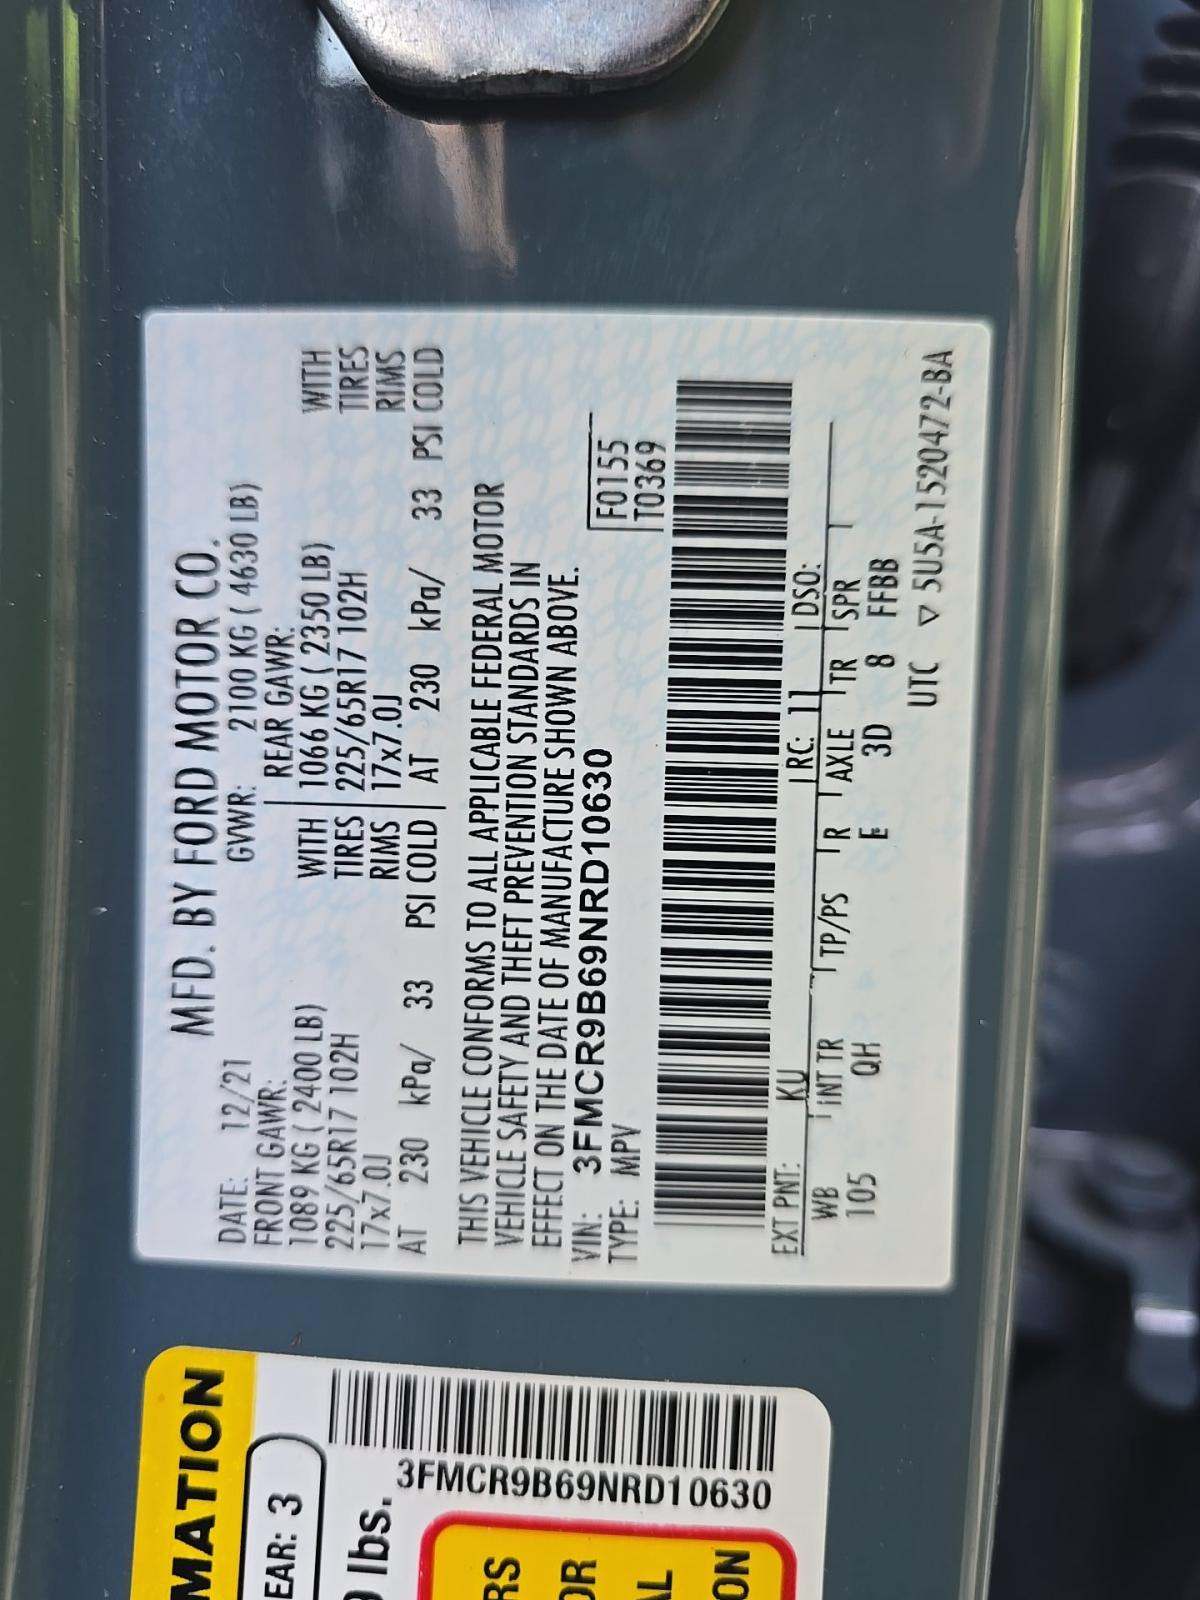 MFD. BY FORD MOTOR CO.
DATE: 12/21 GVWR: 2100 KG ( 4630 LB)
FRONT GAWR: REAR GAWR:
1089 KG ( 2400 LB) WITH 1066 KG ( 2350 LB) WITH
225/65R17 102H TIRES 225/65R17 102H TIRES
17x7.0J RIMS 17x7.0J RIMS
AT 230 kPa/ 33 PSI COLD AT 230 kPa/ 33 PSI COLD
THIS VEHICLE CONFORMS TO ALL APPLICABLE FEDERAL MOTOR
VEHICLE SAFETY AND THEFT PREVENTION STANDARDS IN
EFFECT ON THE DATE OF MANUFACTURE SHOWN ABOVE.
VIN: 3FMCR9B69NRD10630 F0155
TYPE: MPV T0369
EXT PNT: KU RC: 11 DSO:
WB INT TR TP/PS R AXLE TR SPR
105 QH E 3D 8 FFBB
UTC ▽ 5U5A-1520472-BA
MATION
EAR: 3
lbs.
3FMCR9B69NRD10630
RS
OR
AL
ON